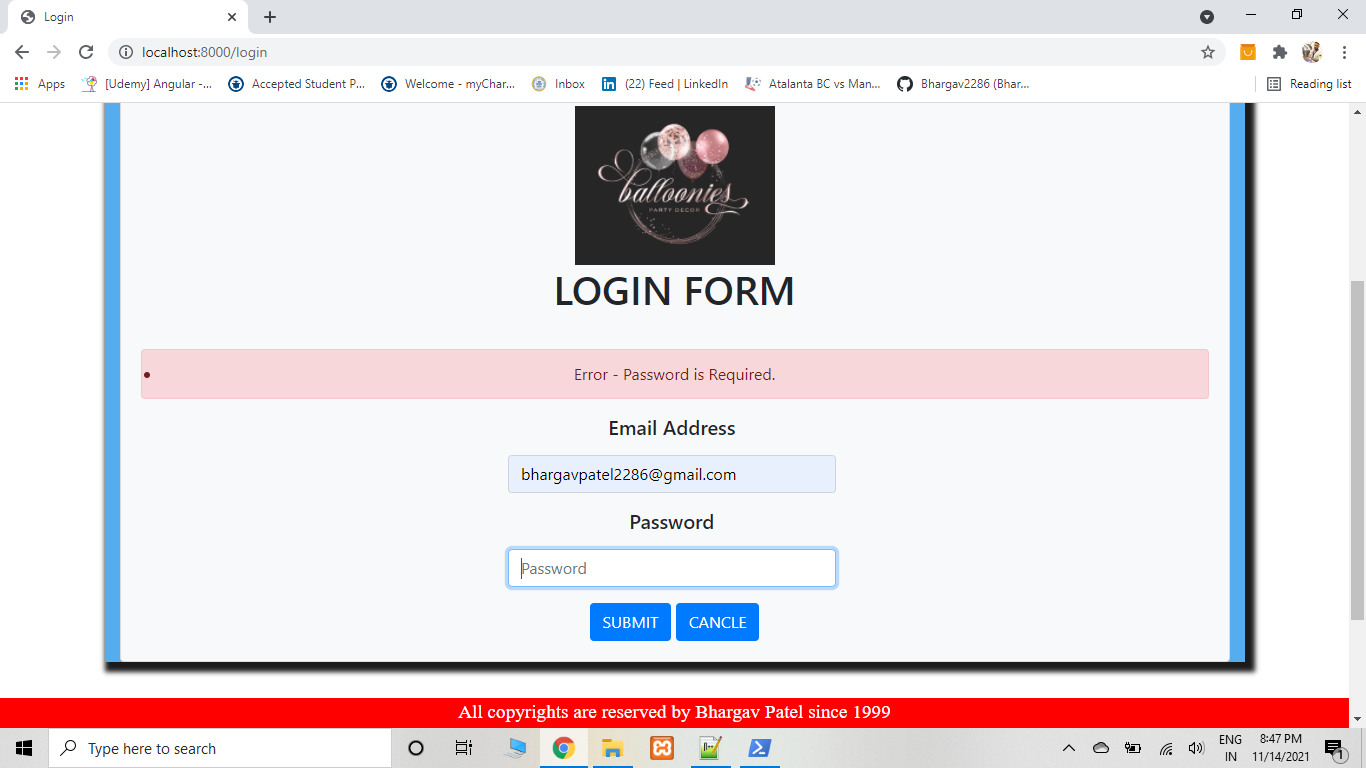 Login
localhost:8000/login
Apps [Udemy] Angular -... Accepted Student P... Welcome - myChar... Inbox (22) Feed | LinkedIn Atalanta BC vs Man... Bhargav2286 (Bhar... Reading list
balloonies
PARTY DECOR
LOGIN FORM
Error - Password is Required.
Email Address
bhargavpatel2286@gmail.com
Password
Password
SUBMIT CANCLE
All copyrights are reserved by Bhargav Patel since 1999
Type here to search
ENG
IN
8:47 PM
11/14/2021
1